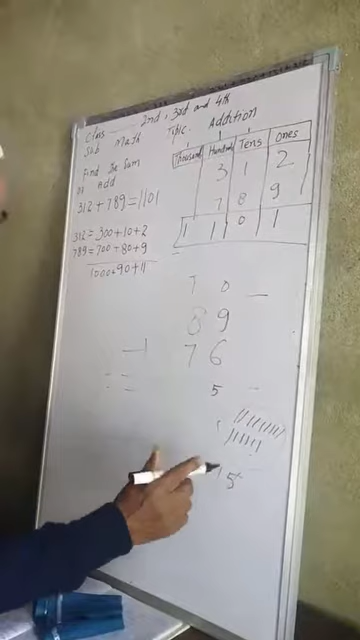 Class 2nd, 3rd and 4th
Sub Math Topic. Addition
Find the Sum
or Add
312 + 789 = 1101
312 = 300 + 10 + 2
789 = 700 + 80 + 9
1000 + 90 + 11
Thousand Hundred Tens Ones
3 1 2
7 8 9
1 1 0 1
7 0
8 9
7 6
5
15